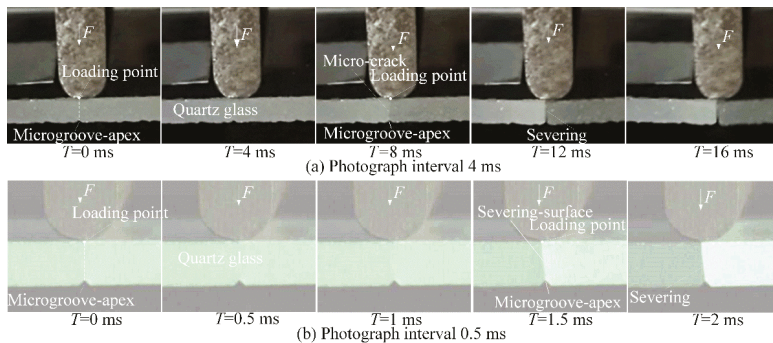 F
Loading point
Microgroove-apex
F
Quartz glass
Micro-crack
F
Loading point
Microgroove-apex
F
Severing
F
T=0 ms
T=4 ms
T=8 ms
T=12 ms
T=16 ms
(a) Photograph interval 4 ms
F
Loading point
Microgroove-apex
F
Quartz glass
F
F
Severing-surface
Loading point
Microgroove-apex
F
Severing
T=0 ms
T=0.5 ms
T=1 ms
T=1.5 ms
T=2 ms
(b) Photograph interval 0.5 ms